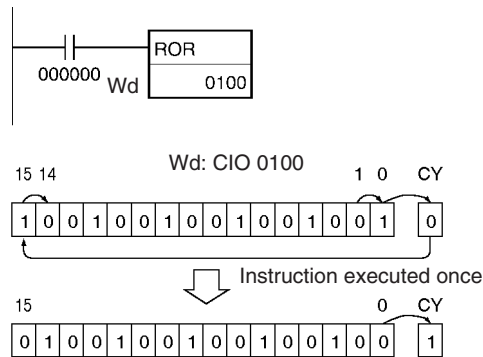 ROR
000000 Wd 0100
Wd: CIO 0100
15 14 1 0 CY
1 0 0 1 0 0 1 0 0 1 0 0 1 0 0 1 0
Instruction executed once
15 0 CY
0 1 0 0 1 0 0 1 0 0 1 0 0 1 0 0 1